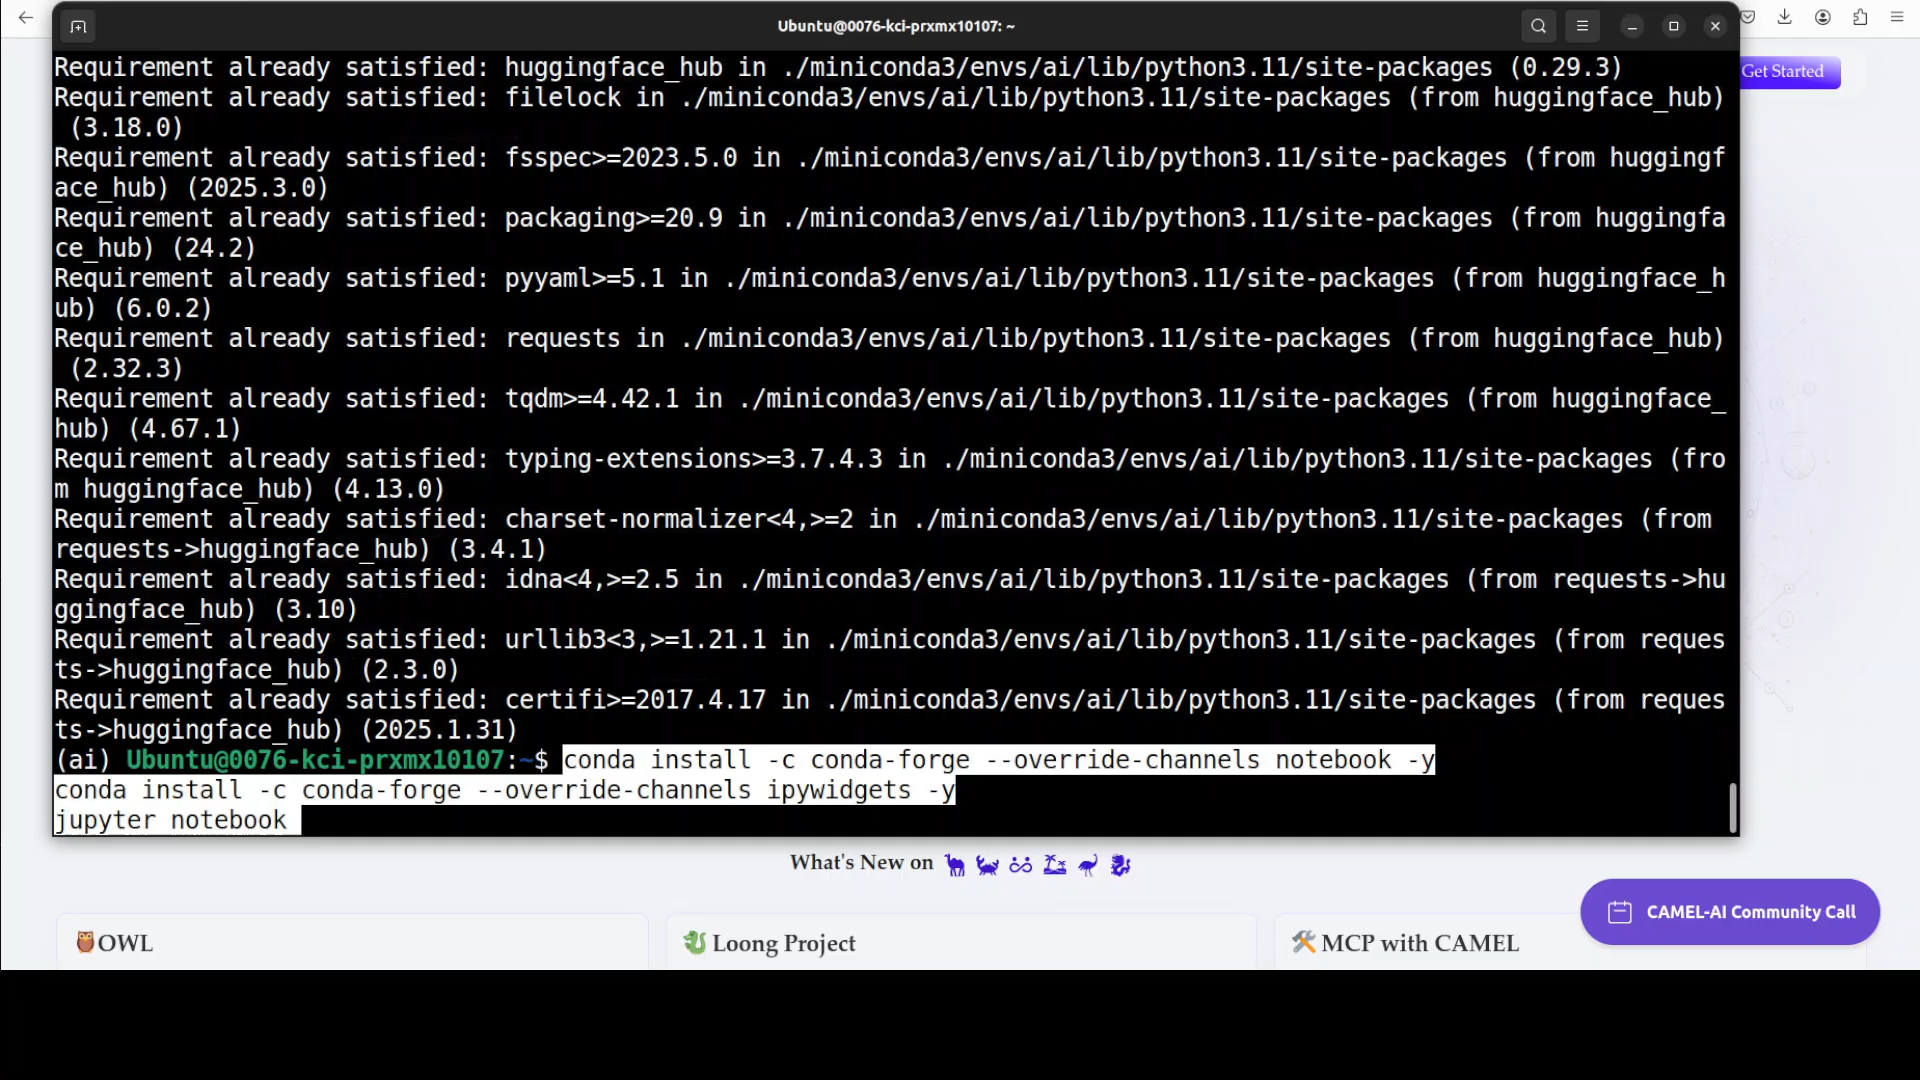 Ubuntu@0076-kci-prxmx10107: ~
Get Started
Requirement already satisfied: huggingface_hub in ./miniconda3/envs/ai/lib/python3.11/site-packages (0.29.3)
Requirement already satisfied: filelock in ./miniconda3/envs/ai/lib/python3.11/site-packages (from huggingface_hub)
 (3.18.0)
Requirement already satisfied: fsspec>=2023.5.0 in ./miniconda3/envs/ai/lib/python3.11/site-packages (from huggingf
ace_hub) (2025.3.0)
Requirement already satisfied: packaging>=20.9 in ./miniconda3/envs/ai/lib/python3.11/site-packages (from huggingfa
ce_hub) (24.2)
Requirement already satisfied: pyyaml>=5.1 in ./miniconda3/envs/ai/lib/python3.11/site-packages (from huggingface_h
ub) (6.0.2)
Requirement already satisfied: requests in ./miniconda3/envs/ai/lib/python3.11/site-packages (from huggingface_hub)
 (2.32.3)
Requirement already satisfied: tqdm>=4.42.1 in ./miniconda3/envs/ai/lib/python3.11/site-packages (from huggingface_
hub) (4.67.1)
Requirement already satisfied: typing-extensions>=3.7.4.3 in ./miniconda3/envs/ai/lib/python3.11/site-packages (fro
m huggingface_hub) (4.13.0)
Requirement already satisfied: charset-normalizer<4,>=2 in ./miniconda3/envs/ai/lib/python3.11/site-packages (from
requests->huggingface_hub) (3.4.1)
Requirement already satisfied: idna<4,>=2.5 in ./miniconda3/envs/ai/lib/python3.11/site-packages (from requests->hu
ggingface_hub) (3.10)
Requirement already satisfied: urllib3<3,>=1.21.1 in ./miniconda3/envs/ai/lib/python3.11/site-packages (from reques
ts->huggingface_hub) (2.3.0)
Requirement already satisfied: certifi>=2017.4.17 in ./miniconda3/envs/ai/lib/python3.11/site-packages (from reques
ts->huggingface_hub) (2025.1.31)
(ai) Ubuntu@0076-kci-prxmx10107:~$ conda install -c conda-forge --override-channels notebook -y
conda install -c conda-forge --override-channels ipywidgets -y
jupyter notebook
What's New on
CAMEL-AI Community Call
OWL
Loong Project
MCP with CAMEL